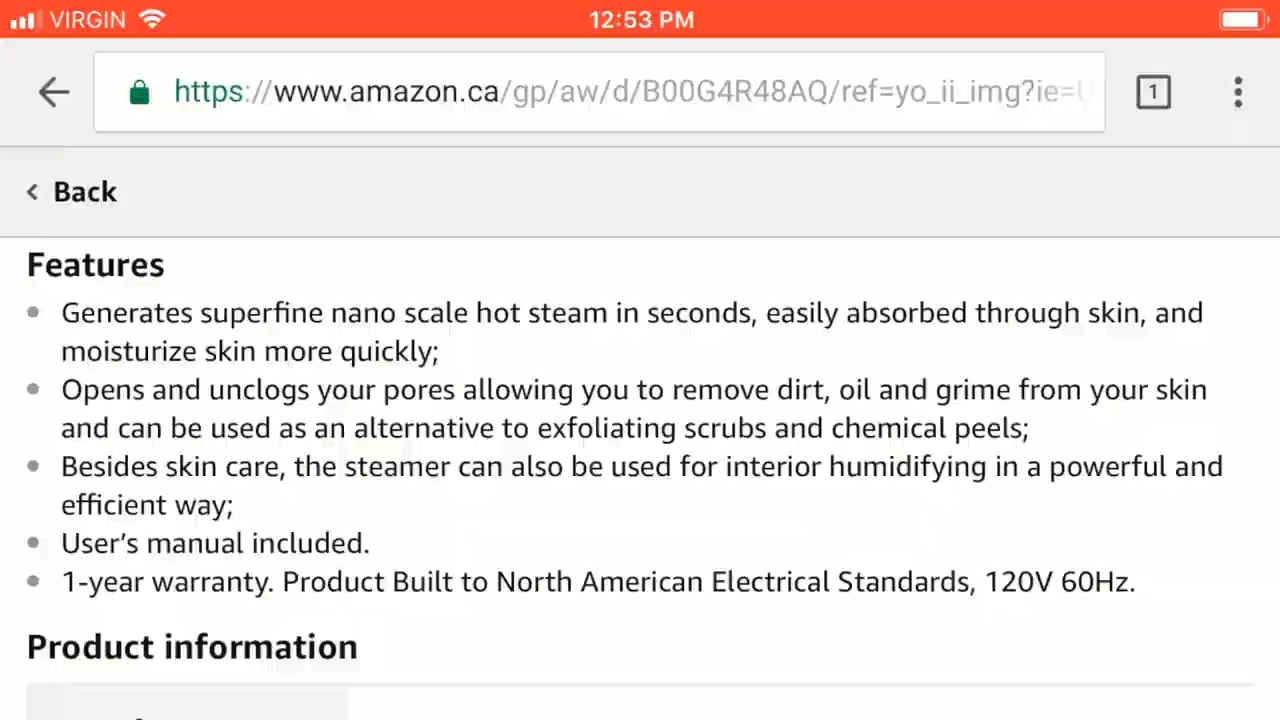 VIRGIN 12:53 PM
https://www.amazon.ca/gp/aw/d/B00G4R48AQ/ref=yo_ii_img?ie=U 1
Back
Features
Generates superfine nano scale hot steam in seconds, easily absorbed through skin, and
moisturize skin more quickly;
Opens and unclogs your pores allowing you to remove dirt, oil and grime from your skin
and can be used as an alternative to exfoliating scrubs and chemical peels;
Besides skin care, the steamer can also be used for interior humidifying in a powerful and
efficient way;
User’s manual included.
1-year warranty. Product Built to North American Electrical Standards, 120V 60Hz.
Product information